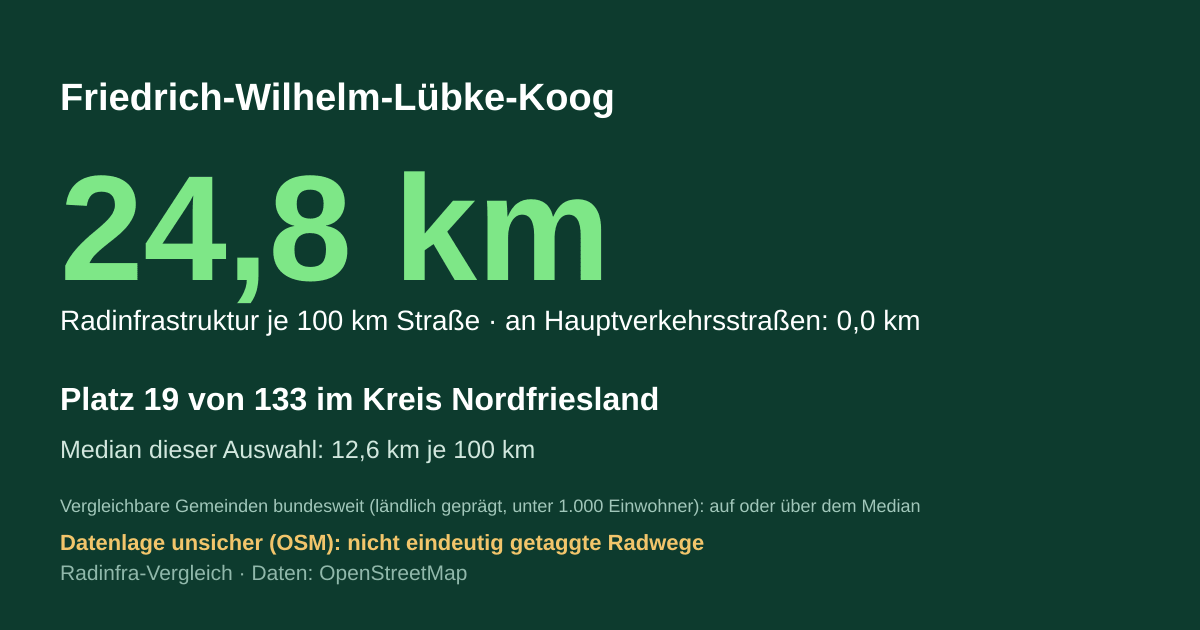 Friedrich-Wilhelm-Lübke-Koog
24,8 km
Radinfrastruktur je 100 km Straße · an Hauptverkehrsstraßen: 0,0 km
Platz 19 von 133 im Kreis Nordfriesland
Median dieser Auswahl: 12,6 km je 100 km
Vergleichbare Gemeinden bundesweit (ländlich geprägt, unter 1.000 Einwohner): auf oder über dem Median
Datenlage unsicher (OSM): nicht eindeutig getaggte Radwege
Radinfra-Vergleich · Daten: OpenStreetMap